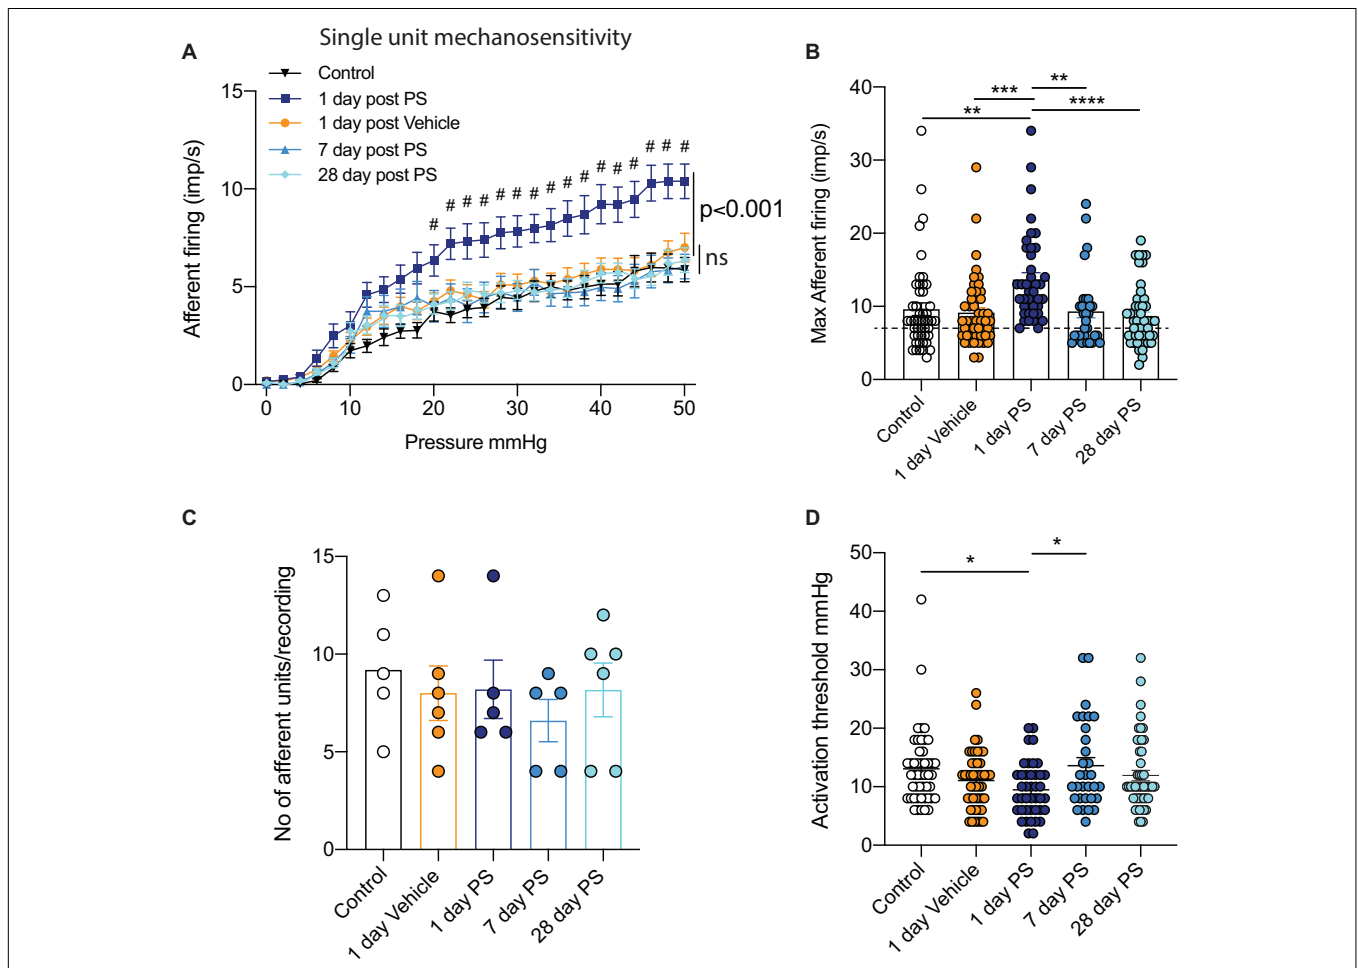 Single unit mechanosensitivity
A
Control
1 day post PS
1 day post Vehicle
7 day post PS
28 day post PS
Afferent firing (imp/s)
15
10
5
0
# # # # # # # # # # # # # # # #
p<0.001
ns
0 10 20 30 40 50
Pressure mmHg
B
Max Afferent firing (imp/s)
40
30
20
10
0
**
***
**
****
Control
1 day Vehicle
1 day PS
7 day PS
28 day PS
C
No of afferent units/recording
15
10
5
0
Control
1 day Vehicle
1 day PS
7 day PS
28 day PS
D
Activation threshold mmHg
50
40
30
20
10
0
*
*
Control
1 day Vehicle
1 day PS
7 day PS
28 day PS